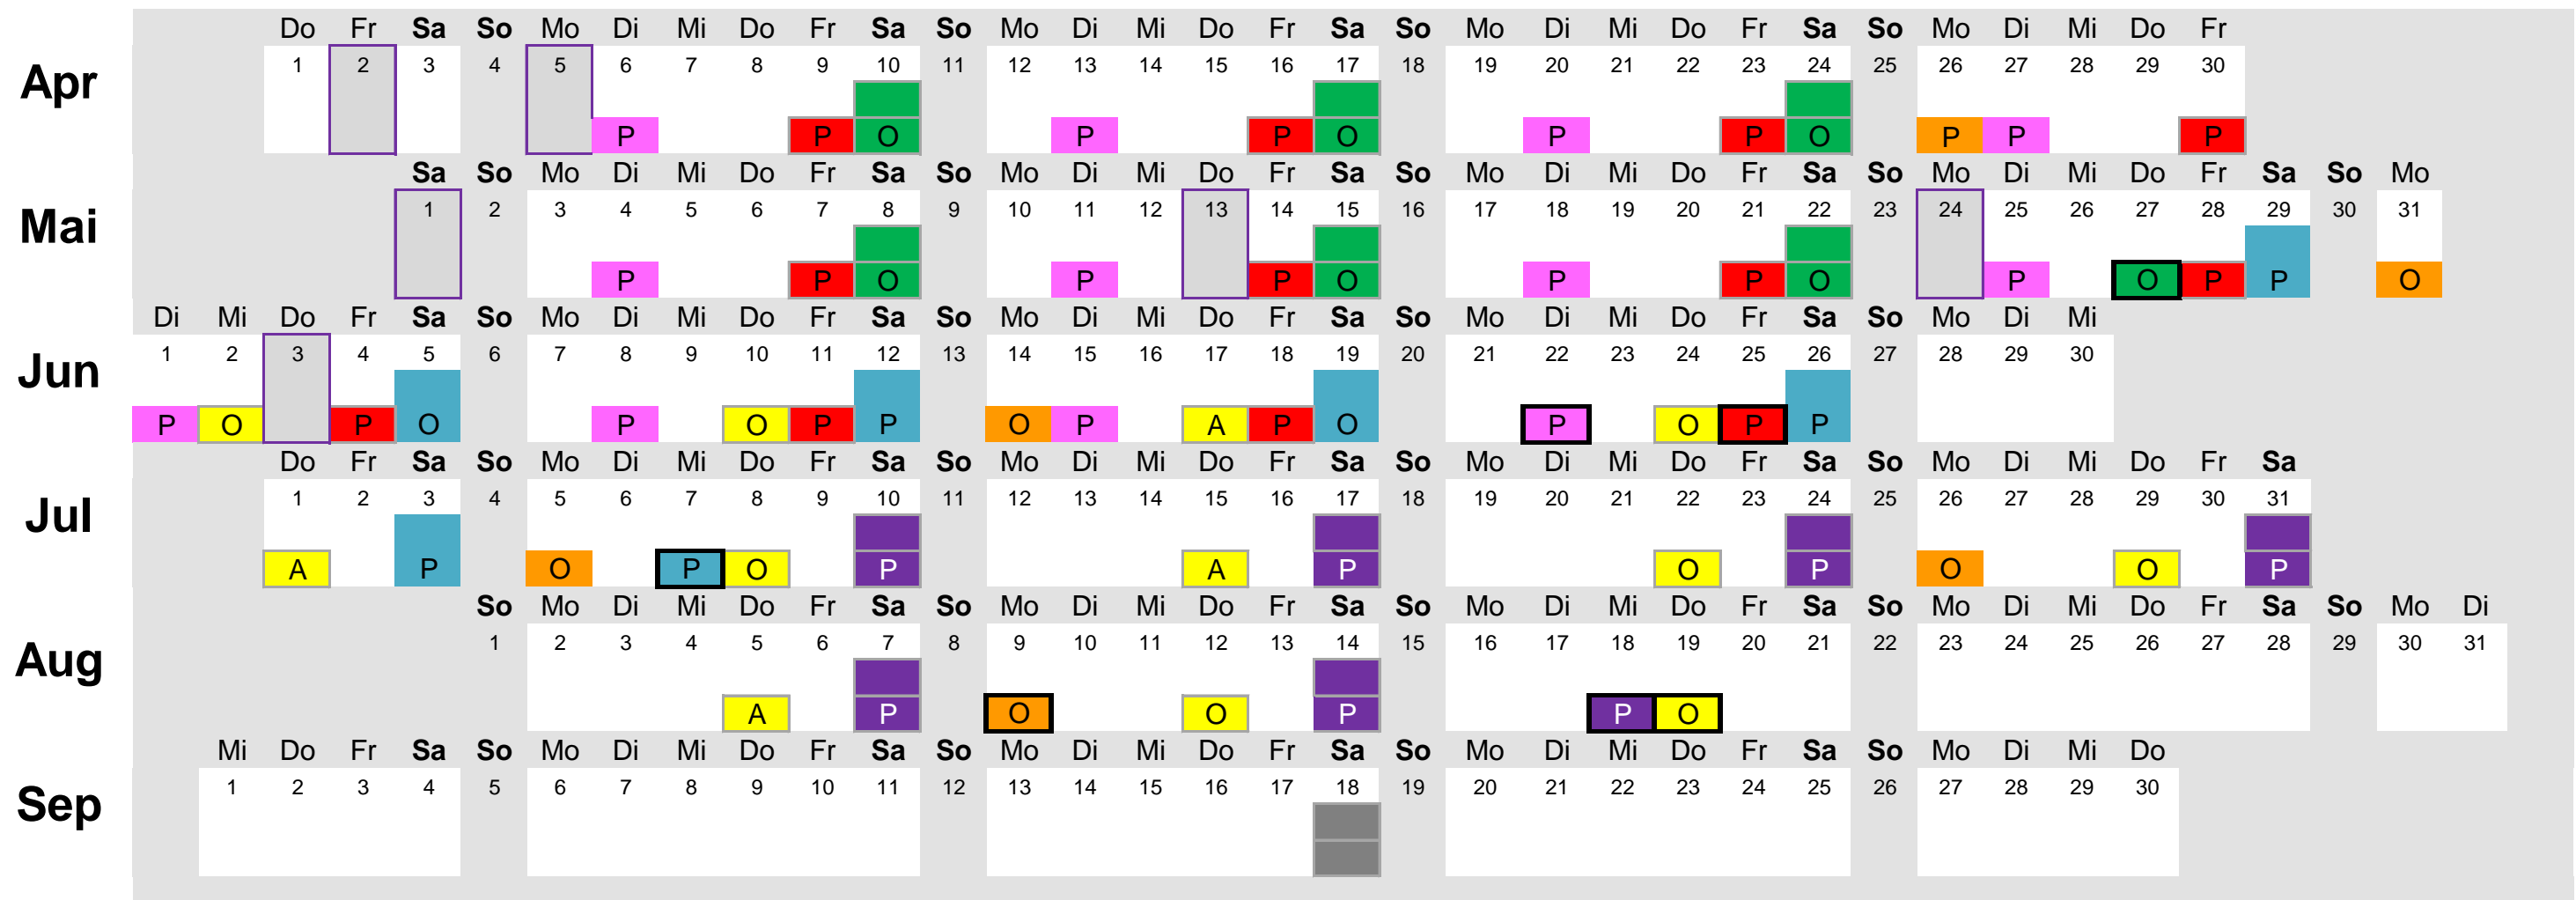 Do Fr Sa So Mo Di Mi Do Fr Sa So Mo Di Mi Do Fr Sa So Mo Di Mi Do Fr Sa So Mo Di Mi Do Fr
Apr
1 2 3 4 5 6 7 8 9 10 11 12 13 14 15 16 17 18 19 20 21 22 23 24 25 26 27 28 29 30
P P O P P O P P O P P P
Sa So Mo Di Mi Do Fr Sa So Mo Di Mi Do Fr Sa So Mo Di Mi Do Fr Sa So Mo Di Mi Do Fr Sa So Mo
Mai
1 2 3 4 5 6 7 8 9 10 11 12 13 14 15 16 17 18 19 20 21 22 23 24 25 26 27 28 29 30 31
P P O P P O P P O P O P P O
Di Mi Do Fr Sa So Mo Di Mi Do Fr Sa So Mo Di Mi Do Fr Sa So Mo Di Mi Do Fr Sa So Mo Di Mi
Jun
1 2 3 4 5 6 7 8 9 10 11 12 13 14 15 16 17 18 19 20 21 22 23 24 25 26 27 28 29 30
P O P O P O P P O P A P O P O P P
Do Fr Sa So Mo Di Mi Do Fr Sa So Mo Di Mi Do Fr Sa So Mo Di Mi Do Fr Sa So Mo Di Mi Do Fr Sa
Jul
1 2 3 4 5 6 7 8 9 10 11 12 13 14 15 16 17 18 19 20 21 22 23 24 25 26 27 28 29 30 31
A P O P O P A P O P O O P
So Mo Di Mi Do Fr Sa So Mo Di Mi Do Fr Sa So Mo Di Mi Do Fr Sa So Mo Di Mi Do Fr Sa So Mo Di
Aug
1 2 3 4 5 6 7 8 9 10 11 12 13 14 15 16 17 18 19 20 21 22 23 24 25 26 27 28 29 30 31
A P O O P P O
Mi Do Fr Sa So Mo Di Mi Do Fr Sa So Mo Di Mi Do Fr Sa So Mo Di Mi Do Fr Sa So Mo Di Mi Do
Sep
1 2 3 4 5 6 7 8 9 10 11 12 13 14 15 16 17 18 19 20 21 22 23 24 25 26 27 28 29 30